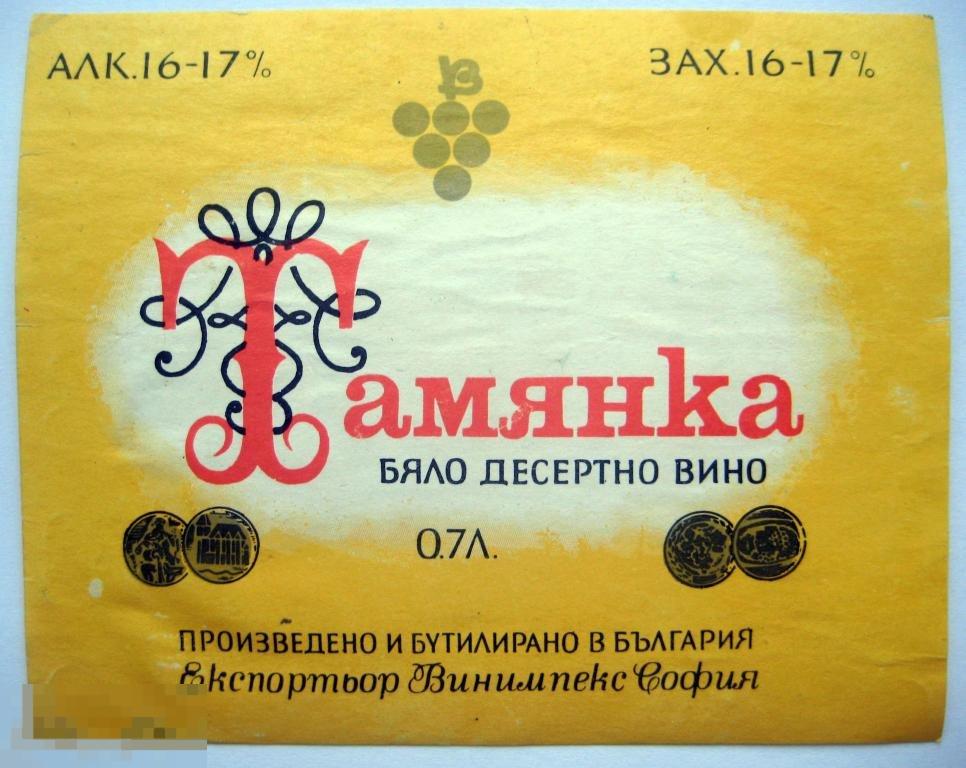 АЛК.16-17%
ЗАХ.16-17%
Тамянка
БЯЛО ДЕСЕРТНО ВИНО
0.7Л.
ПРОИЗВЕДЕНО И БУТИЛИРАНО В БЪЛГАРИЯ
Експортьор Винимпекс София